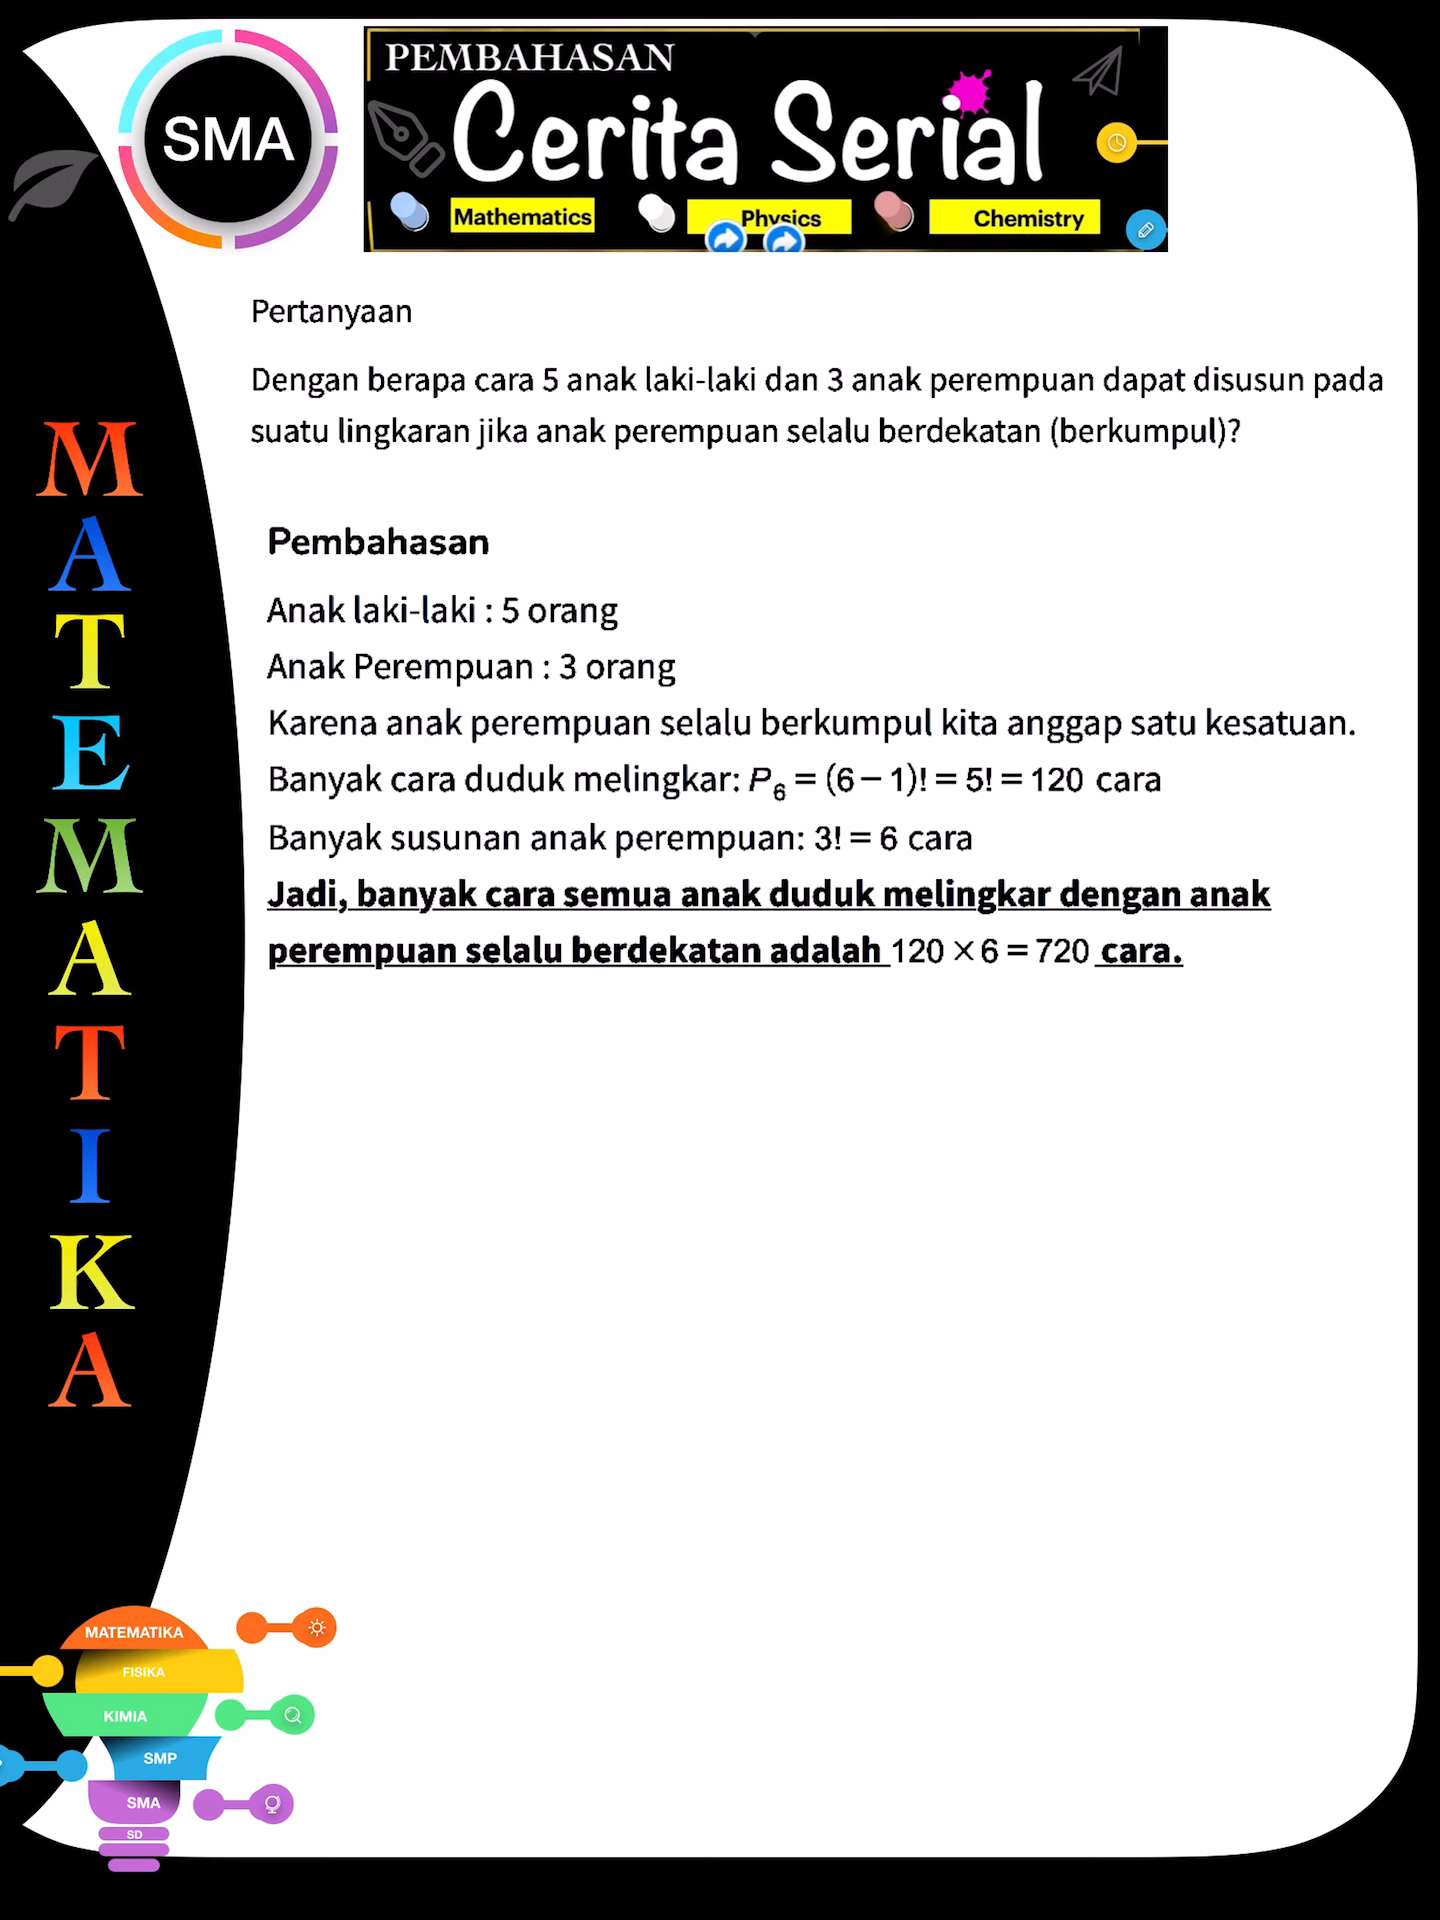 SMA
PEMBAHASAN
Cerita Serial
Mathematics
Physics
Chemistry
Pertanyaan
Dengan berapa cara 5 anak laki-laki dan 3 anak perempuan dapat disusun pada
suatu lingkaran jika anak perempuan selalu berdekatan (berkumpul)?
Pembahasan
Anak laki-laki : 5 orang
Anak Perempuan : 3 orang
Karena anak perempuan selalu berkumpul kita anggap satu kesatuan.
Banyak cara duduk melingkar: P₆ = (6 − 1)! = 5! = 120 cara
Banyak susunan anak perempuan: 3! = 6 cara
Jadi, banyak cara semua anak duduk melingkar dengan anak
perempuan selalu berdekatan adalah 120 × 6 = 720 cara.
M
A
T
E
M
A
T
I
K
A
MATEMATIKA
FISIKA
KIMIA
SMP
SMA
SD